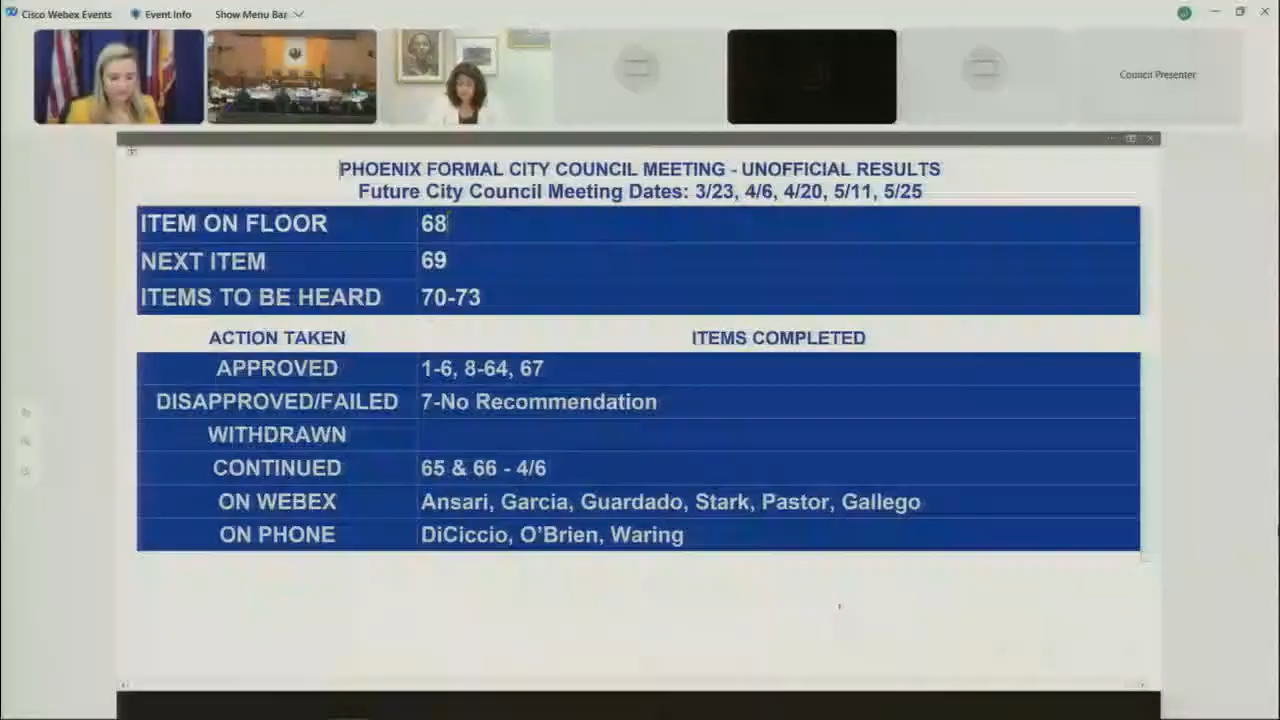 Cisco Webex Events Event Info Show Menu Bar
Council Presenter
PHOENIX FORMAL CITY COUNCIL MEETING - UNOFFICIAL RESULTS
Future City Council Meeting Dates: 3/23, 4/6, 4/20, 5/11, 5/25
ITEM ON FLOOR 68
NEXT ITEM 69
ITEMS TO BE HEARD 70-73
ACTION TAKEN ITEMS COMPLETED
APPROVED 1-6, 8-64, 67
DISAPPROVED/FAILED 7-No Recommendation
WITHDRAWN
CONTINUED 65 & 66 - 4/6
ON WEBEX Ansari, Garcia, Guardado, Stark, Pastor, Gallego
ON PHONE DiCiccio, O'Brien, Waring